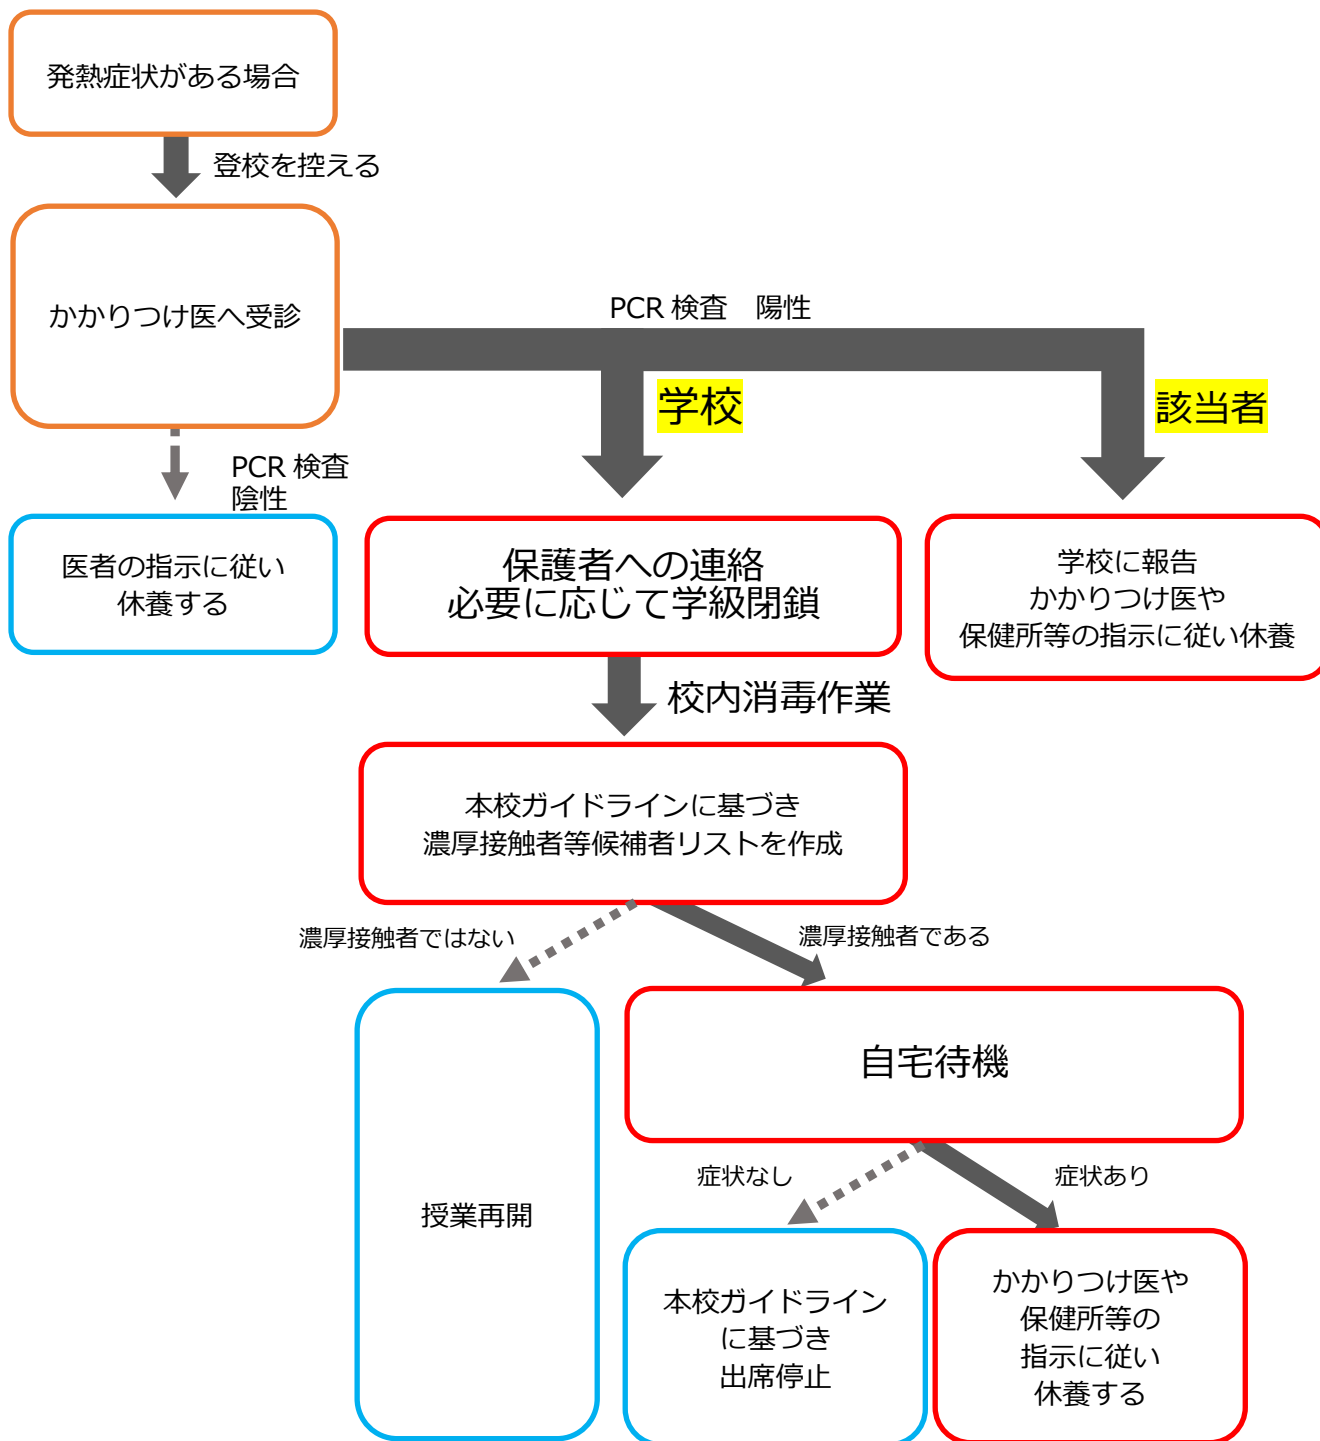 発熱症状がある場合
登校を控える
かかりつけ医へ受診
PCR 検査　陽性
学校
該当者
PCR 検査
陰性
医者の指示に従い
休養する
保護者への連絡
必要に応じて学級閉鎖
学校に報告
かかりつけ医や
保健所等の指示に従い休養
校内消毒作業
本校ガイドラインに基づき
濃厚接触者等候補者リストを作成
濃厚接触者ではない
濃厚接触者である
自宅待機
授業再開
症状なし
症状あり
本校ガイドライン
に基づき
出席停止
かかりつけ医や
保健所等の
指示に従い
休養する